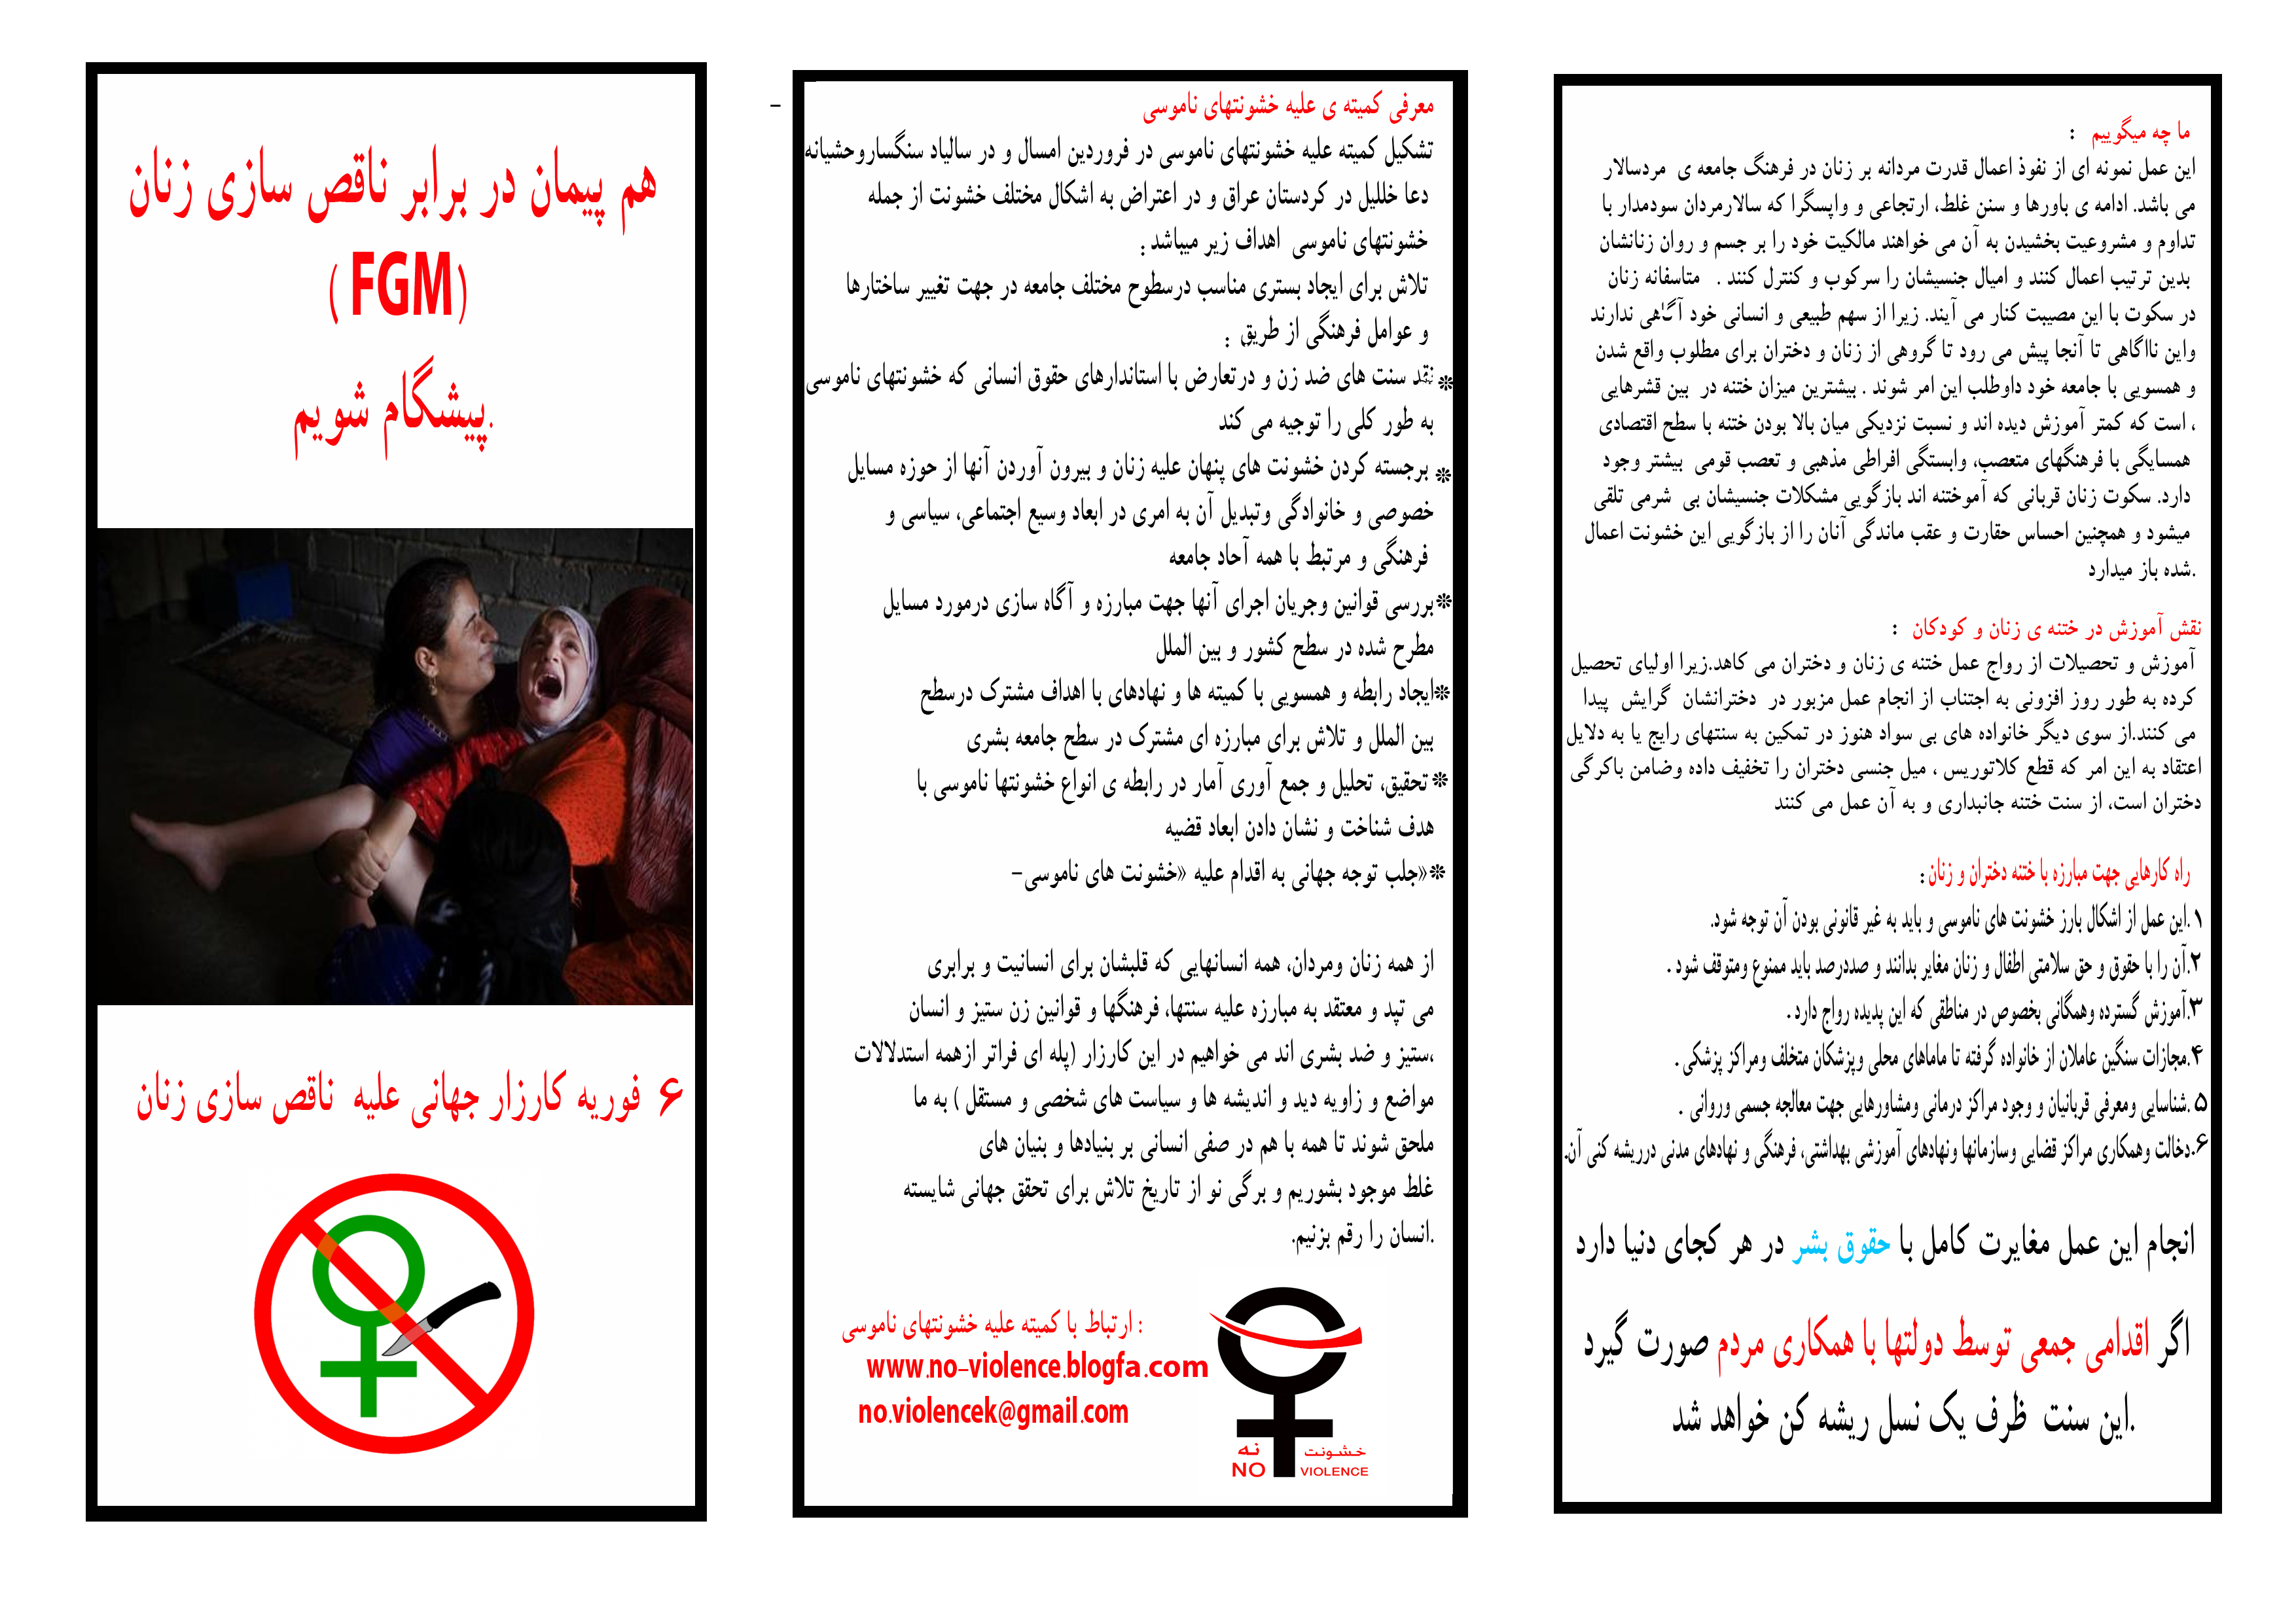 هم پیمان در برابر ناقص سازی زنان
(FGM)
پیشگام شویم.
۶ فوریه کارزار جهانی علیه ناقص سازی زنان
معرفی کمیته ی علیه خشونتهای ناموسی
تشکیل کمیته علیه خشونتهای ناموسی در فروردین امسال و در سالیاد سنگساروحشیانه
دعا خلیل در کردستان عراق و در اعتراض به اشکال مختلف خشونت از جمله
خشونتهای ناموسی اهداف زیر میباشد :
تلاش برای ایجاد بستری مناسب درسطوح مختلف جامعه در جهت تغییر ساختارها
و عوامل فرهنگی از طریق :
* نقد سنت های ضد زن و درتعارض با استاندارهای حقوق انسانی که خشونتهای ناموسی
به طور کلی را توجیه می کند
* برجسته کردن خشونت های پنهان علیه زنان و بیرون آوردن آنها از حوزه مسایل
خصوصی و خانوادگی وتبدیل آن به امری در ابعاد وسیع اجتماعی، سیاسی و
فرهنگی و مرتبط با همه آحاد جامعه
*بررسی قوانین وجریان اجرای آنها جهت مبارزه و آگاه سازی درمورد مسایل
مطرح شده در سطح کشور و بین الملل
*ایجاد رابطه و همسویی با کمیته ها و نهادهای با اهداف مشترک درسطح
بین الملل و تلاش برای مبارزه ای مشترک در سطح جامعه بشری
* تحقیق، تحلیل و جمع آوری آمار در رابطه ی انواع خشونتها ناموسی با
هدف شناخت و نشان دادن ابعاد قضیه
*«جلب توجه جهانی به اقدام علیه «خشونت های ناموسی-
از همه زنان ومردان، همه انسانهایی که قلبشان برای انسانیت و برابری
می تپد و معتقد به مبارزه علیه سنتها، فرهنگها و قوانین زن ستیز و انسان
،ستیز و ضد بشری اند می خواهیم در این کارزار (پله ای فراتر ازهمه استدلالات
مواضع و زاویه دید و اندیشه ها و سیاست های شخصی و مستقل ) به ما
ملحق شوند تا همه با هم در صفی انسانی بر بنیادها و بنیان های
غلط موجود بشوریم و برگی نو از تاریخ تلاش برای تحقق جهانی شایسته
.انسان را رقم بزنیم.
ارتباط با کمیته علیه خشونتهای ناموسی :
www.no-violence.blogfa.com
no.violencek@gmail.com
خشونت نه
NO VIOLENCE
ما چه میگوییم :
این عمل نمونه ای از نفوذ اعمال قدرت مردانه بر زنان در فرهنگ جامعه ی مردسالار
می باشد. ادامه ی باورها و سنن غلط، ارتجاعی و واپسگرا که سالارمردان سودمدار با
تداوم و مشروعیت بخشیدن به آن می خواهند مالکیت خود را بر جسم و روان زنانشان
بدین ترتیب اعمال کنند و امیال جنسیشان را سرکوب و کنترل کنند . متاسفانه زنان
در سکوت با این مصیبت کنار می آیند. زیرا از سهم طبیعی و انسانی خود آگاهی ندارند
واین ناآگاهی تا آنجا پیش می رود تا گروهی از زنان و دختران برای مطلوب واقع شدن
و همسویی با جامعه خود داوطلب این امر شوند . بیشترین میزان ختنه در بین قشرهایی
، است که کمتر آموزش دیده اند و نسبت نزدیکی میان بالا بودن ختنه با سطح اقتصادی
همسایگی با فرهنگهای متعصب، وابستگی افراطی مذهبی و تعصب قومی بیشتر وجود
دارد. سکوت زنان قربانی که آموخته اند بازگویی مشکلات جنسیشان بی شرمی تلقی
میشود و همچنین احساس حقارت و عقب ماندگی آنان را از بازگویی این خشونت اعمال
.شده باز میدارد
نقش آموزش در ختنه ی زنان و کودکان :
آموزش و تحصیلات از رواج عمل ختنه ی زنان و دختران می کاهد.زیرا اولیای تحصیل
کرده به طور روز افزونی به اجتناب از انجام عمل مزبور در دخترانشان گرایش پیدا
می کنند.از سوی دیگر خانواده های بی سواد هنوز در تمکین به سنتهای رایج یا به دلایل
اعتقاد به این امر که قطع کلاتوریس ، میل جنسی دختران را تخفیف داده وضامن باکرگی
دختران است، از سنت ختنه جانبداری و به آن عمل می کنند
راه کارهایی جهت مبارزه با ختنه دختران و زنان:
۱.این عمل از اشکال بارز خشونت های ناموسی و باید به غیر قانونی بودن آن توجه شود.
۲.آن را با حقوق و حق سلامتی اطفال و زنان مغایر بدانند و صددرصد باید ممنوع ومتوقف شود .
۳.آموزش گسترده وهمگانی بخصوص در مناطقی که این پدیده رواج دارد .
۴.مجازات سنگین عاملان از خانواده گرفته تا ماماهای محلی وپزشکان متخلف ومراکز پزشکی .
۵.شناسایی ومعرفی قربانیان و وجود مراکز درمانی ومشاورهایی جهت معالجه جسمی وروانی .
۶.دخالت وهمکاری مراکز قضایی وسازمانها ونهادهای آموزشی بهداشتی، فرهنگی و نهادهای مدنی درریشه کنی آن.
انجام این عمل مغایرت کامل با حقوق بشر در هر کجای دنیا دارد
اگر اقدامی جمعی توسط دولتها با همکاری مردم صورت گیرد
.این سنت ظرف یک نسل ریشه کن خواهد شد